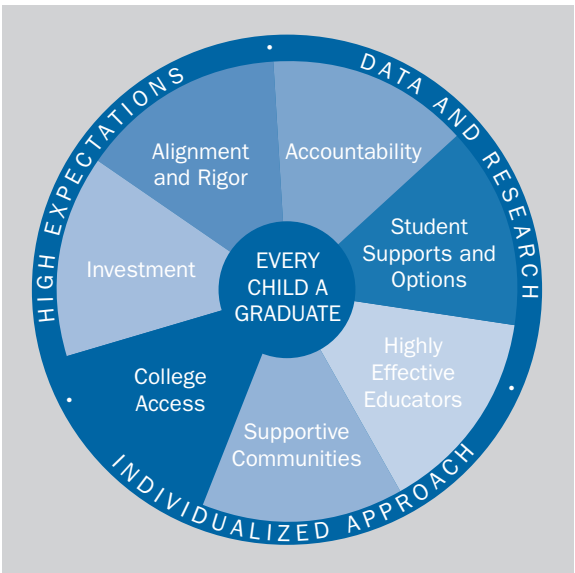 HIGH EXPECTATIONS
DATA AND RESEARCH
Alignment
and Rigor
Accountability
Student
Supports and
Options
Investment
EVERY
CHILD A
GRADUATE
Highly
Effective
Educators
College
Access
Supportive
Communities
INDIVIDUALIZED APPROACH